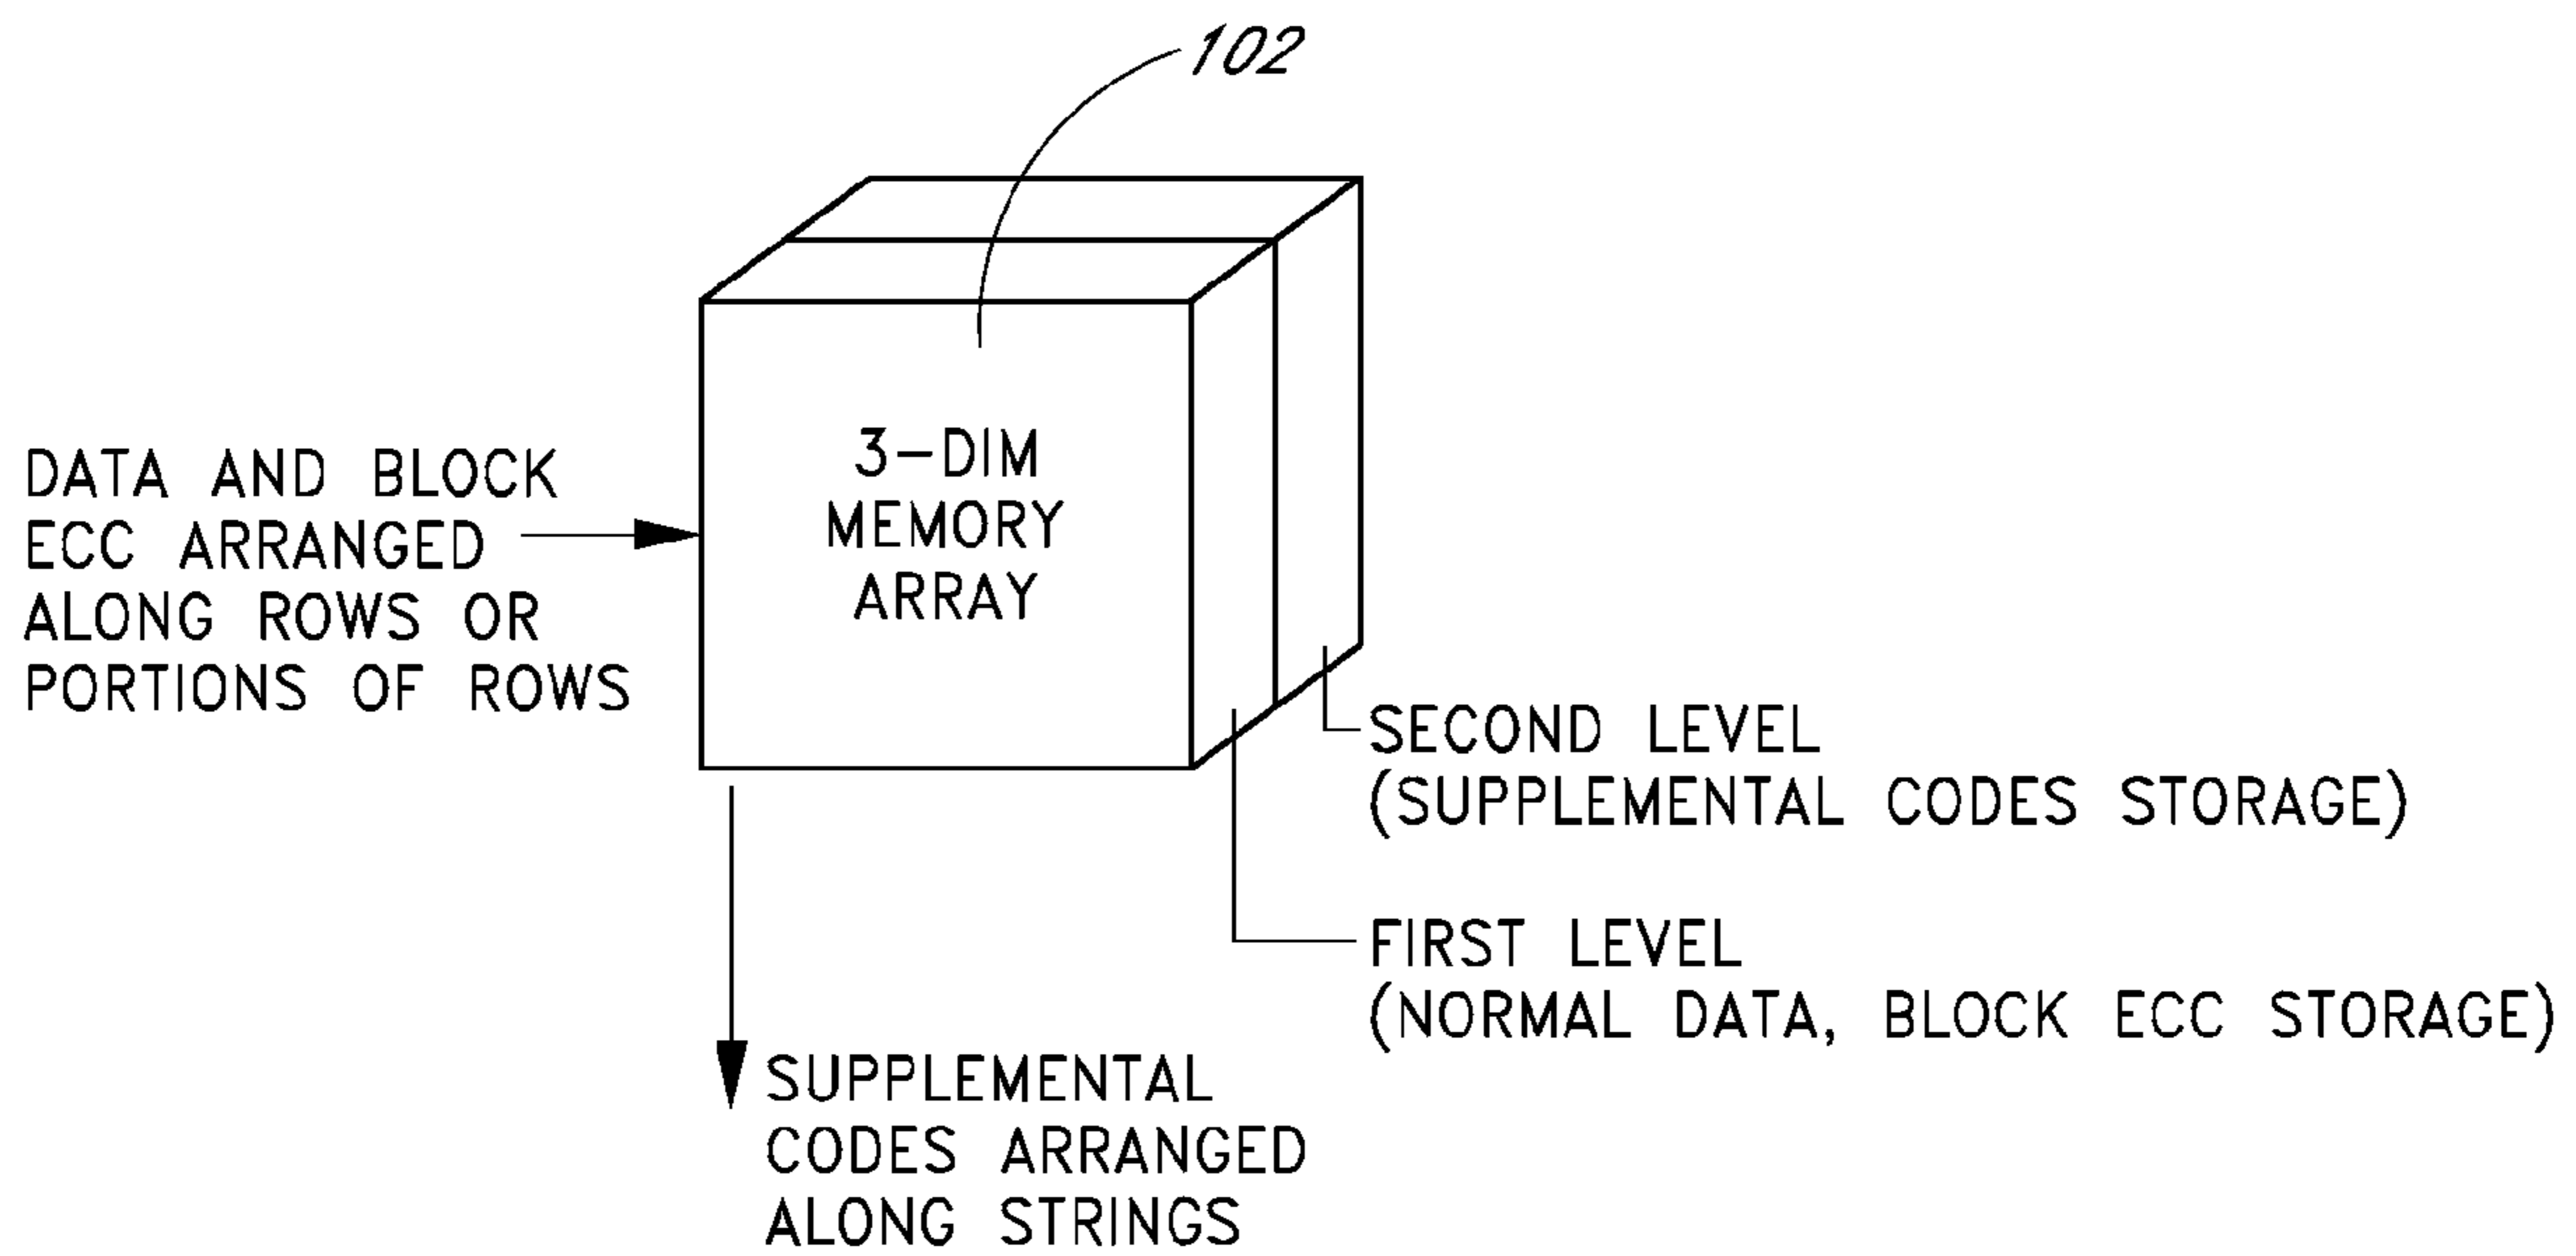 102
3-DIM
MEMORY
ARRAY
DATA AND BLOCK
ECC ARRANGED
ALONG ROWS OR
PORTIONS OF ROWS
SECOND LEVEL
(SUPPLEMENTAL CODES STORAGE)
FIRST LEVEL
(NORMAL DATA, BLOCK ECC STORAGE)
SUPPLEMENTAL
CODES ARRANGED
ALONG STRINGS